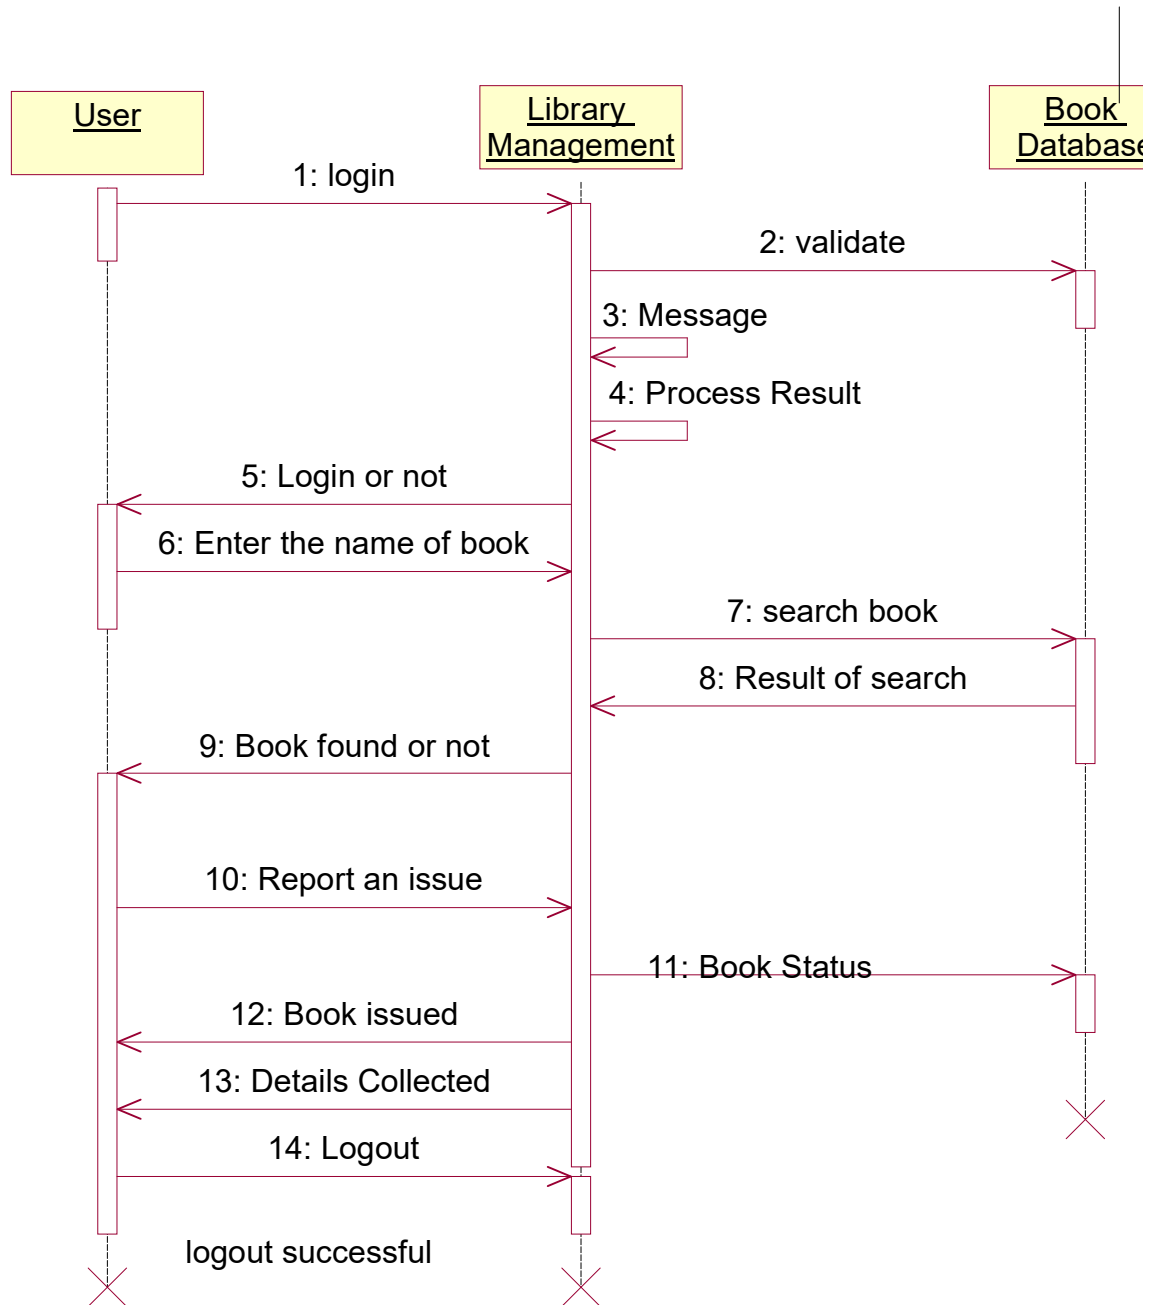 User
Library
Management
Book
Database
1: login
2: validate
3: Message
4: Process Result
5: Login or not
6: Enter the name of book
7: search book
8: Result of search
9: Book found or not
10: Report an issue
11: Book Status
12: Book issued
13: Details Collected
14: Logout
logout successful